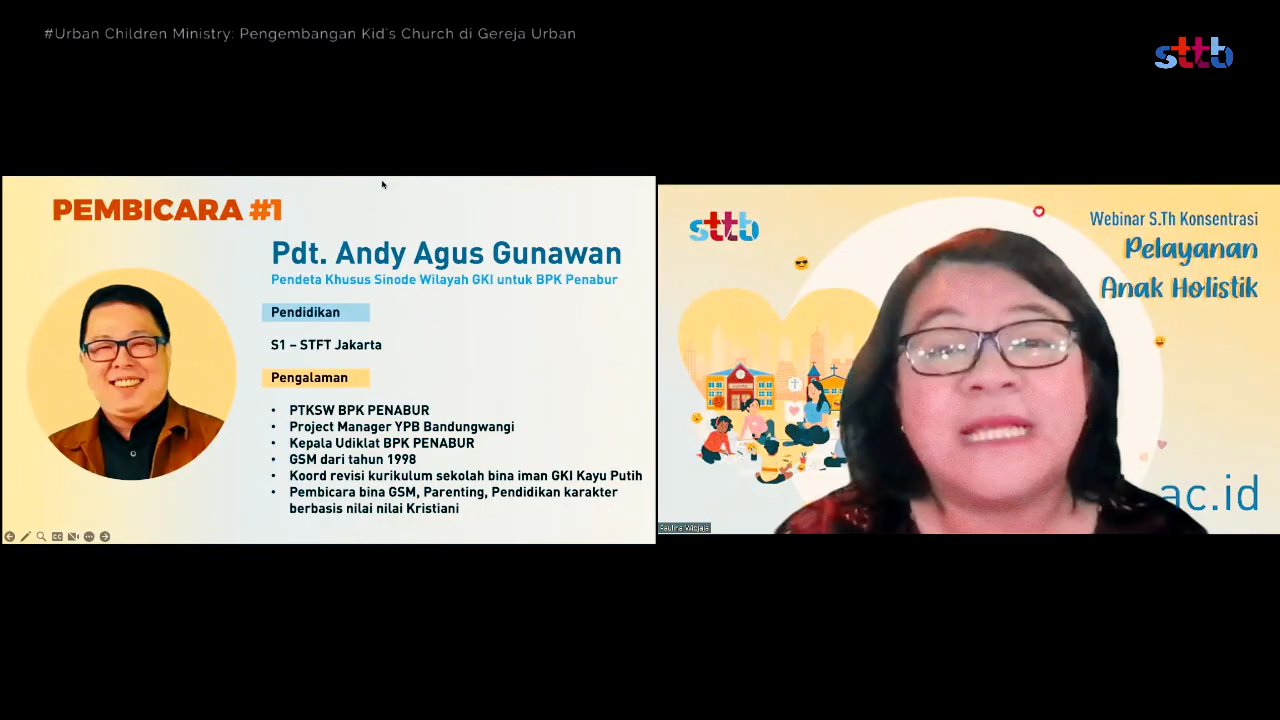 #Urban Children Ministry: Pengembangan Kid's Church di Gereja Urban
sttb
PEMBICARA #1
Pdt. Andy Agus Gunawan
Pendeta Khusus Sinode Wilayah GKI untuk BPK Penabur
Pendidikan
S1 – STFT Jakarta
Pengalaman
• PTKSW BPK PENABUR
• Project Manager YPB Bandungwangi
• Kepala Udiklat BPK PENABUR
• GSM dari tahun 1998
• Koord revisi kurikulum sekolah bina iman GKI Kayu Putih
• Pembicara bina GSM, Parenting, Pendidikan karakter
berbasis nilai nilai Kristiani
sttb
Webinar S.Th Konsentrasi
Pelayanan
Anak Holistik
ac.id
Paulina Widjaja